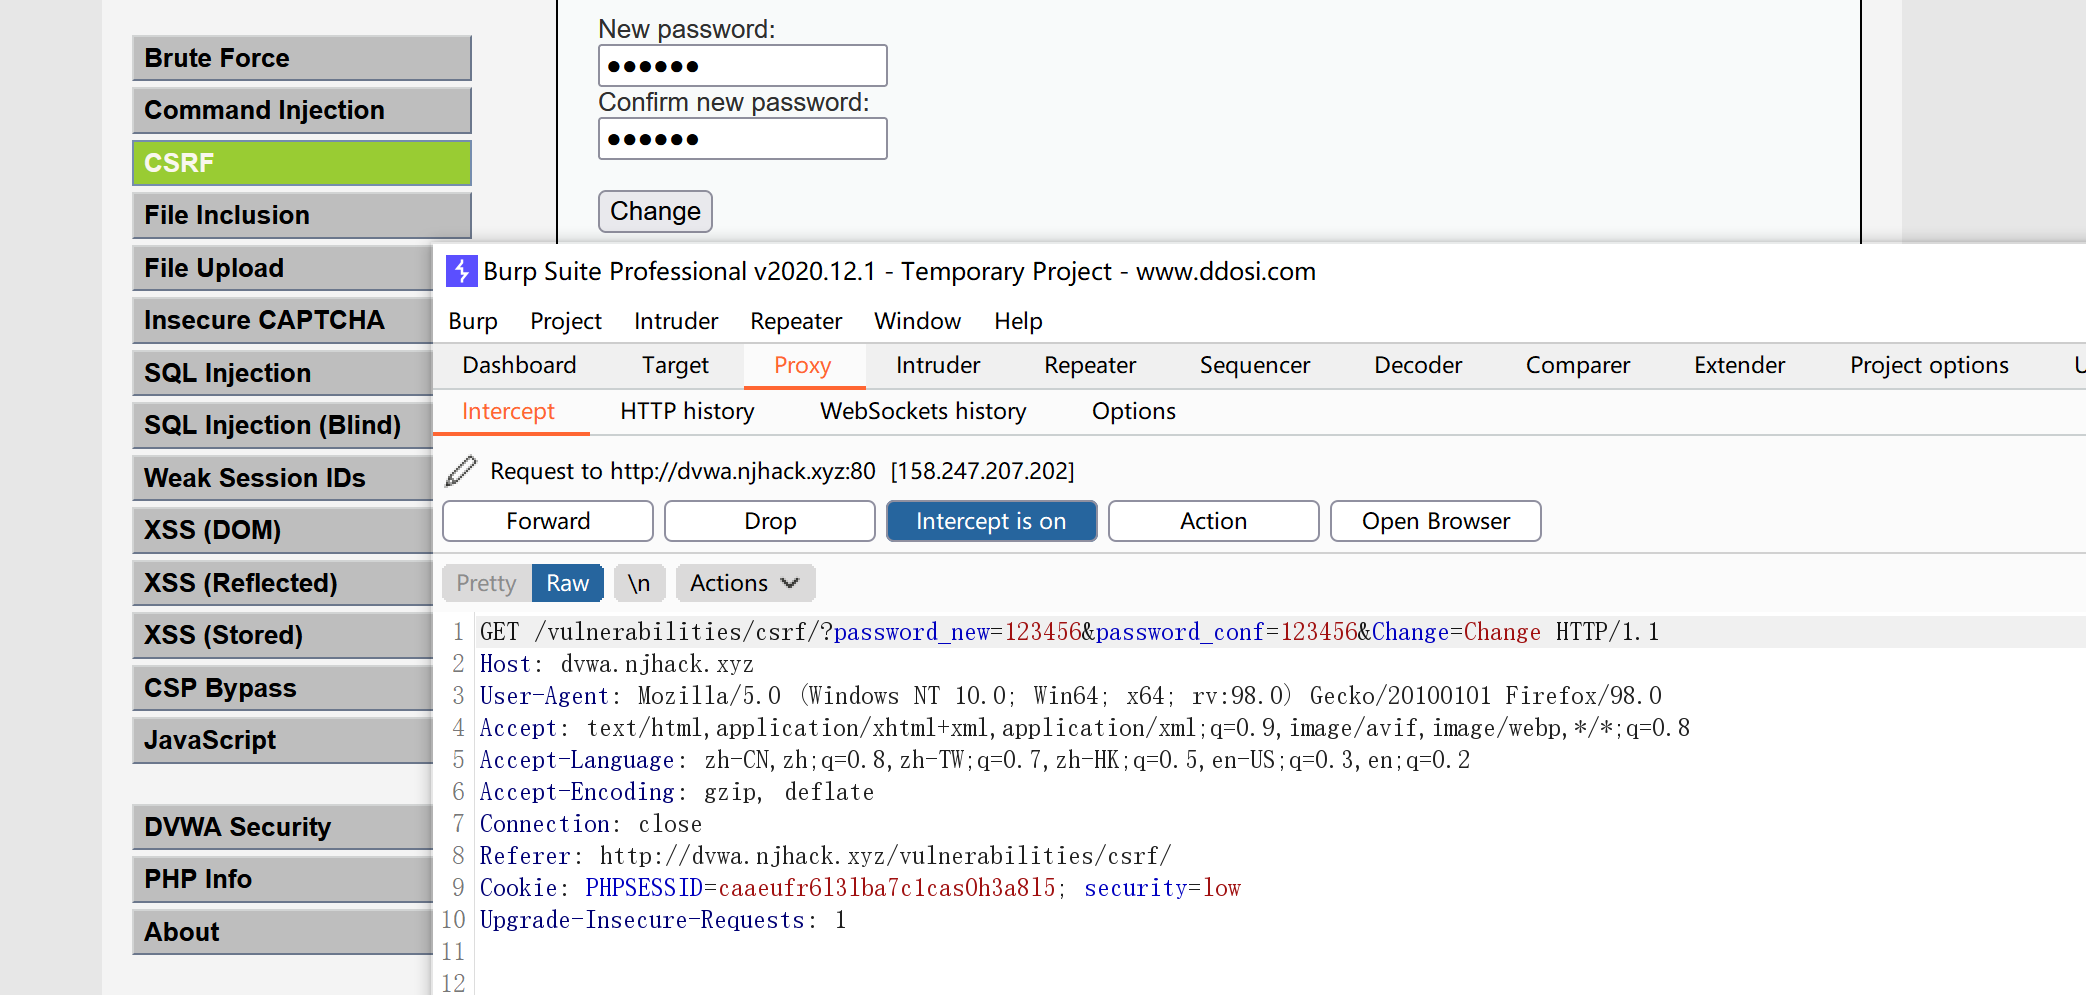 New password:
●●●●●●
Confirm new password:
●●●●●●
Change
Brute Force
Command Injection
CSRF
File Inclusion
File Upload
Insecure CAPTCHA
SQL Injection
SQL Injection (Blind)
Weak Session IDs
XSS (DOM)
XSS (Reflected)
XSS (Stored)
CSP Bypass
JavaScript
DVWA Security
PHP Info
About
Burp Suite Professional v2020.12.1 - Temporary Project - www.ddosi.com
Burp Project Intruder Repeater Window Help
Dashboard Target Proxy Intruder Repeater Sequencer Decoder Comparer Extender Project options
Intercept HTTP history WebSockets history Options
Request to http://dvwa.njhack.xyz:80 [158.247.207.202]
Forward Drop Intercept is on Action Open Browser
Pretty Raw \n Actions
1 GET /vulnerabilities/csrf/?password_new=123456&password_conf=123456&Change=Change HTTP/1.1
2 Host: dvwa.njhack.xyz
3 User-Agent: Mozilla/5.0 (Windows NT 10.0; Win64; x64; rv:98.0) Gecko/20100101 Firefox/98.0
4 Accept: text/html,application/xhtml+xml,application/xml;q=0.9,image/avif,image/webp,*/*;q=0.8
5 Accept-Language: zh-CN,zh;q=0.8,zh-TW;q=0.7,zh-HK;q=0.5,en-US;q=0.3,en;q=0.2
6 Accept-Encoding: gzip, deflate
7 Connection: close
8 Referer: http://dvwa.njhack.xyz/vulnerabilities/csrf/
9 Cookie: PHPSESSID=caaeufr6l3lba7c1cas0h3a8l5; security=low
10 Upgrade-Insecure-Requests: 1
11
12